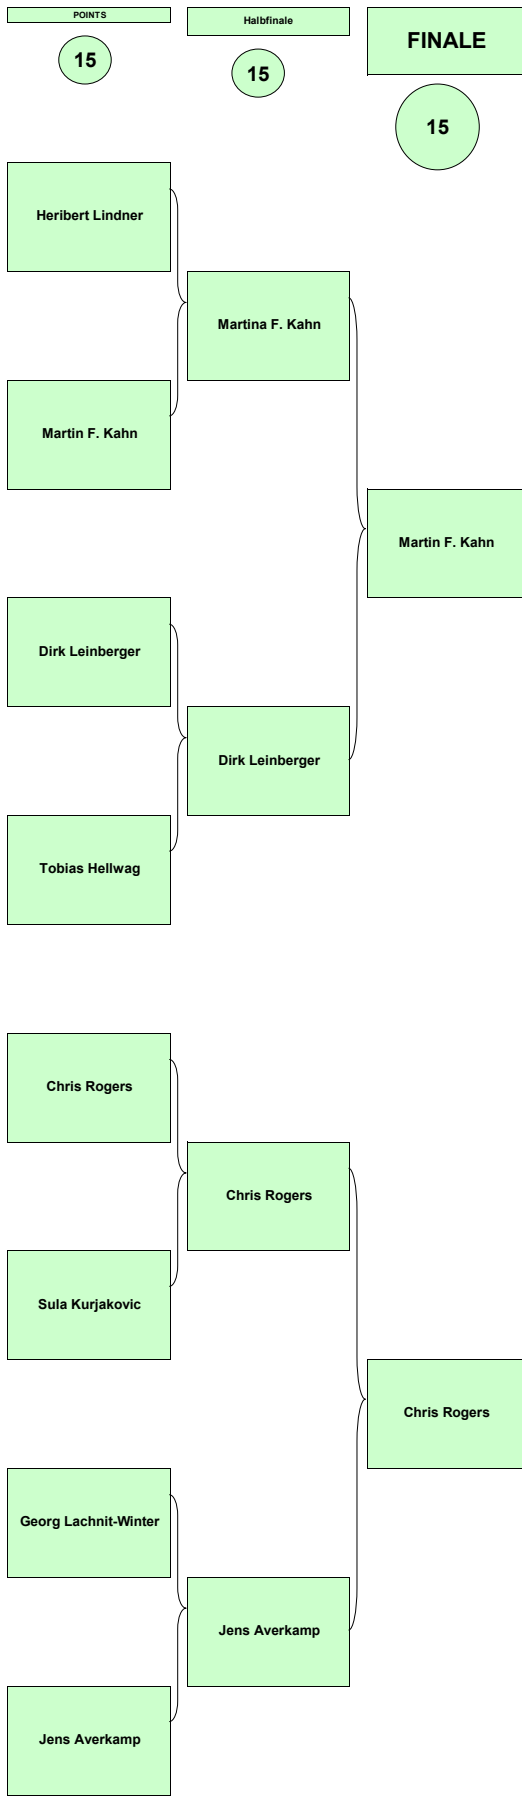 POINTS
Halbfinale
FINALE
15
15
15
Heribert Lindner
Martina F. Kahn
Martin F. Kahn
Martin F. Kahn
Dirk Leinberger
Dirk Leinberger
Tobias Hellwag
Chris Rogers
Chris Rogers
Sula Kurjakovic
Chris Rogers
Georg Lachnit-Winter
Jens Averkamp
Jens Averkamp